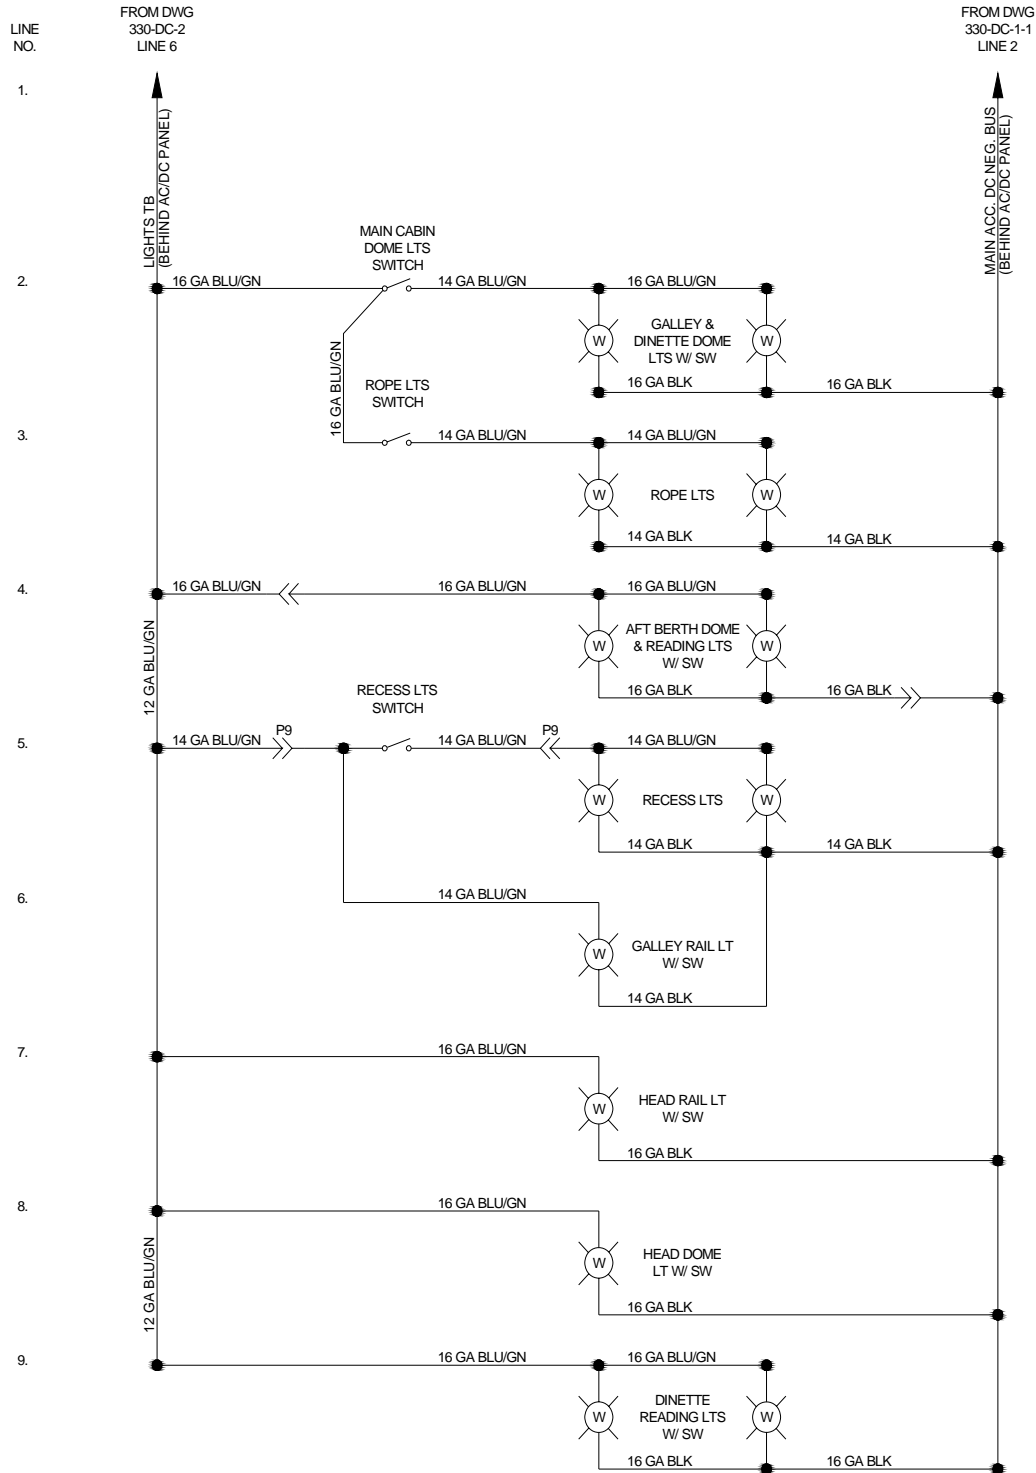 LINE
NO.
FROM DWG
330-DC-2
LINE 6
FROM DWG
330-DC-1-1
LINE 2
1.
LIGHTS TB
(BEHIND AC/DC PANEL)
MAIN ACC. DC NEG. BUS
(BEHIND AC/DC PANEL)
MAIN CABIN
DOME LTS
SWITCH
2.
16 GA BLU/GN
14 GA BLU/GN
16 GA BLU/GN
W
GALLEY &
DINETTE DOME
LTS W/ SW
W
16 GA BLK
16 GA BLK
16 GA BLU/GN
ROPE LTS
SWITCH
3.
14 GA BLU/GN
14 GA BLU/GN
W
ROPE LTS
W
14 GA BLK
14 GA BLK
4.
16 GA BLU/GN
16 GA BLU/GN
16 GA BLU/GN
W
AFT BERTH DOME
& READING LTS
W/ SW
W
16 GA BLK
16 GA BLK
12 GA BLU/GN
RECESS LTS
SWITCH
5.
14 GA BLU/GN
P9
14 GA BLU/GN
P9
14 GA BLU/GN
W
RECESS LTS
W
14 GA BLK
14 GA BLK
6.
14 GA BLU/GN
W
GALLEY RAIL LT
W/ SW
14 GA BLK
7.
16 GA BLU/GN
W
HEAD RAIL LT
W/ SW
16 GA BLK
8.
16 GA BLU/GN
W
HEAD DOME
LT W/ SW
16 GA BLK
12 GA BLU/GN
9.
16 GA BLU/GN
16 GA BLU/GN
W
DINETTE
READING LTS
W/ SW
W
16 GA BLK
16 GA BLK